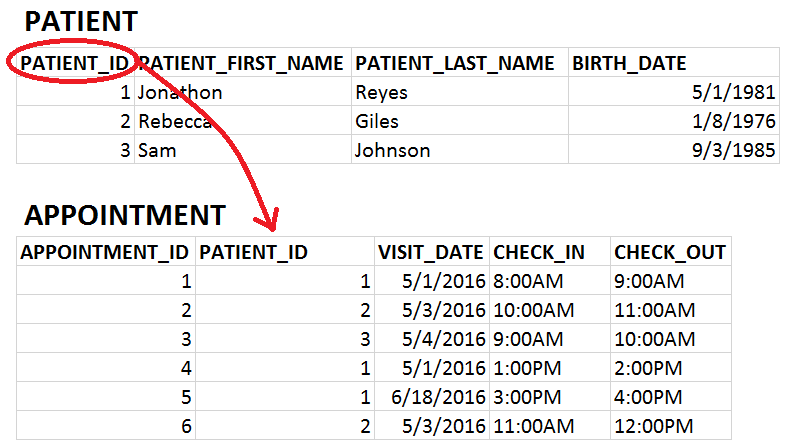 PATIENT
PATIENT_ID PATIENT_FIRST_NAME PATIENT_LAST_NAME BIRTH_DATE
1 Jonathon Reyes 5/1/1981
2 Rebecca Giles 1/8/1976
3 Sam Johnson 9/3/1985
APPOINTMENT
APPOINTMENT_ID PATIENT_ID VISIT_DATE CHECK_IN CHECK_OUT
1 1 5/1/2016 8:00AM 9:00AM
2 2 5/3/2016 10:00AM 11:00AM
3 3 5/4/2016 9:00AM 10:00AM
4 1 5/1/2016 1:00PM 2:00PM
5 1 6/18/2016 3:00PM 4:00PM
6 2 5/3/2016 11:00AM 12:00PM